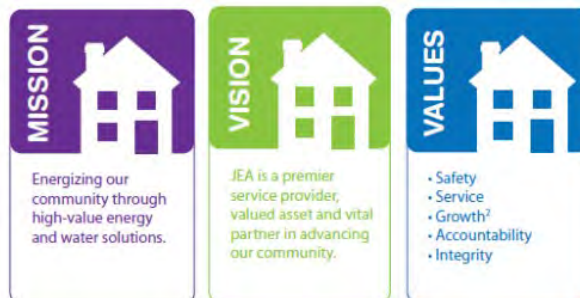 MISSION
Energizing our
community through
high-value energy
and water solutions.
VISION
JEA is a premier
service provider,
valued asset and vital
partner in advancing
our community.
VALUES
• Safety
• Service
• Growth²
• Accountability
• Integrity